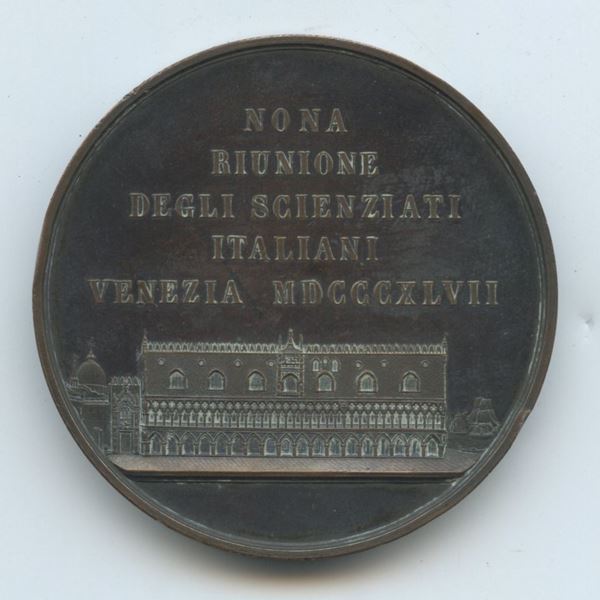 NONA
RIUNIONE
DEGLI SCIENZIATI
ITALIANI
VENEZIA MDCCCXLVII